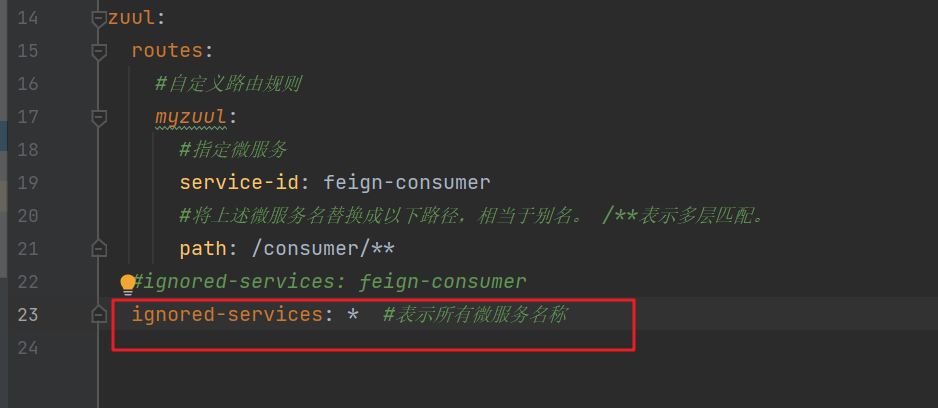 14 zuul:
15 routes:
16 #自定义路由规则
17 myzuul:
18 #指定微服务
19 service-id: feign-consumer
20 #将上述微服务名替换成以下路径，相当于别名。 /**表示多层匹配。
21 path: /consumer/**
22 #ignored-services: feign-consumer
23 ignored-services: * #表示所有微服务名称
24